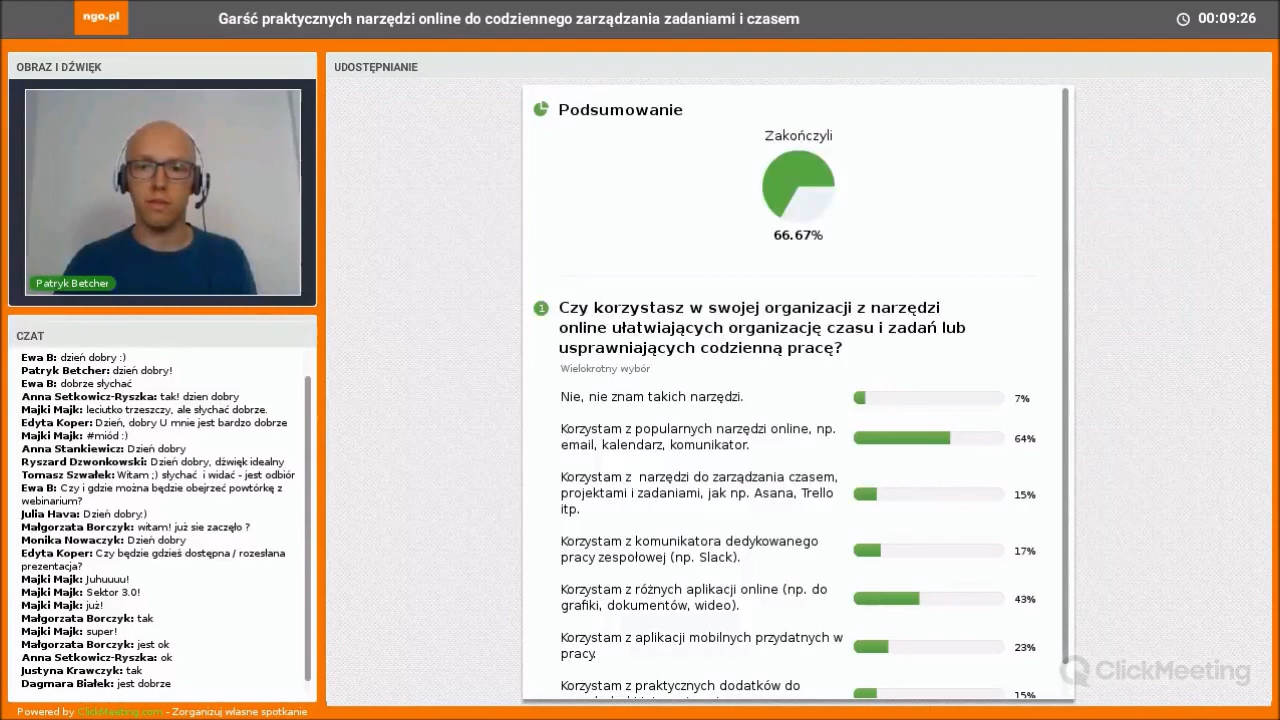 ngo.pl
Garść praktycznych narzędzi online do codziennego zarządzania zadaniami i czasem
00:09:26
OBRAZ I DŹWIĘK
Patryk Betcher
CZAT
Ewa B: dzień dobry :)
Patryk Betcher: dzień dobry!
Ewa B: dobrze słychać
Anna Setkowicz-Ryszka: tak! dzien dobry
Majki Majk: leciutko trzeszczy, ale słychać dobrze.
Edyta Koper: Dzień, dobry U mnie jest bardzo dobrze
Majki Majk: #miód :)
Anna Stankiewicz: Dzień dobry
Ryszard Dzwonkowski: Dzień dobry, dźwięk idealny
Tomasz Szwałek: Witam ;) słychać i widać - jest odbiór
Ewa B: Czy i gdzie można będzie obejrzeć powtórkę z
webinarium?
Julia Hava: Dzień dobry:)
Małgorzata Borczyk: witam! już sie zaczęło ?
Monika Nowaczyk: Dzień dobry
Edyta Koper: Czy będzie gdzieś dostępna / rozesłana
prezentacja?
Majki Majk: Juhuuuu!
Majki Majk: Sektor 3.0!
Majki Majk: już!
Małgorzata Borczyk: tak
Majki Majk: super!
Małgorzata Borczyk: jest ok
Anna Setkowicz-Ryszka: ok
Justyna Krawczyk: tak
Dagmara Białek: jest dobrze
Powered by ClickMeeting.com - Zorganizuj własne spotkanie
UDOSTĘPNIANIE
Podsumowanie
Zakończyli
66.67%
1 Czy korzystasz w swojej organizacji z narzędzi
online ułatwiających organizację czasu i zadań lub
usprawniających codzienną pracę?
Wielokrotny wybór
Nie, nie znam takich narzędzi.
7%
Korzystam z popularnych narzędzi online, np.
email, kalendarz, komunikator.
64%
Korzystam z narzędzi do zarządzania czasem,
projektami i zadaniami, jak np. Asana, Trello
itp.
15%
Korzystam z komunikatora dedykowanego
pracy zespołowej (np. Slack).
17%
Korzystam z różnych aplikacji online (np. do
grafiki, dokumentów, wideo).
43%
Korzystam z aplikacji mobilnych przydatnych w
pracy.
23%
Korzystam z praktycznych dodatków do
15%
ClickMeeting